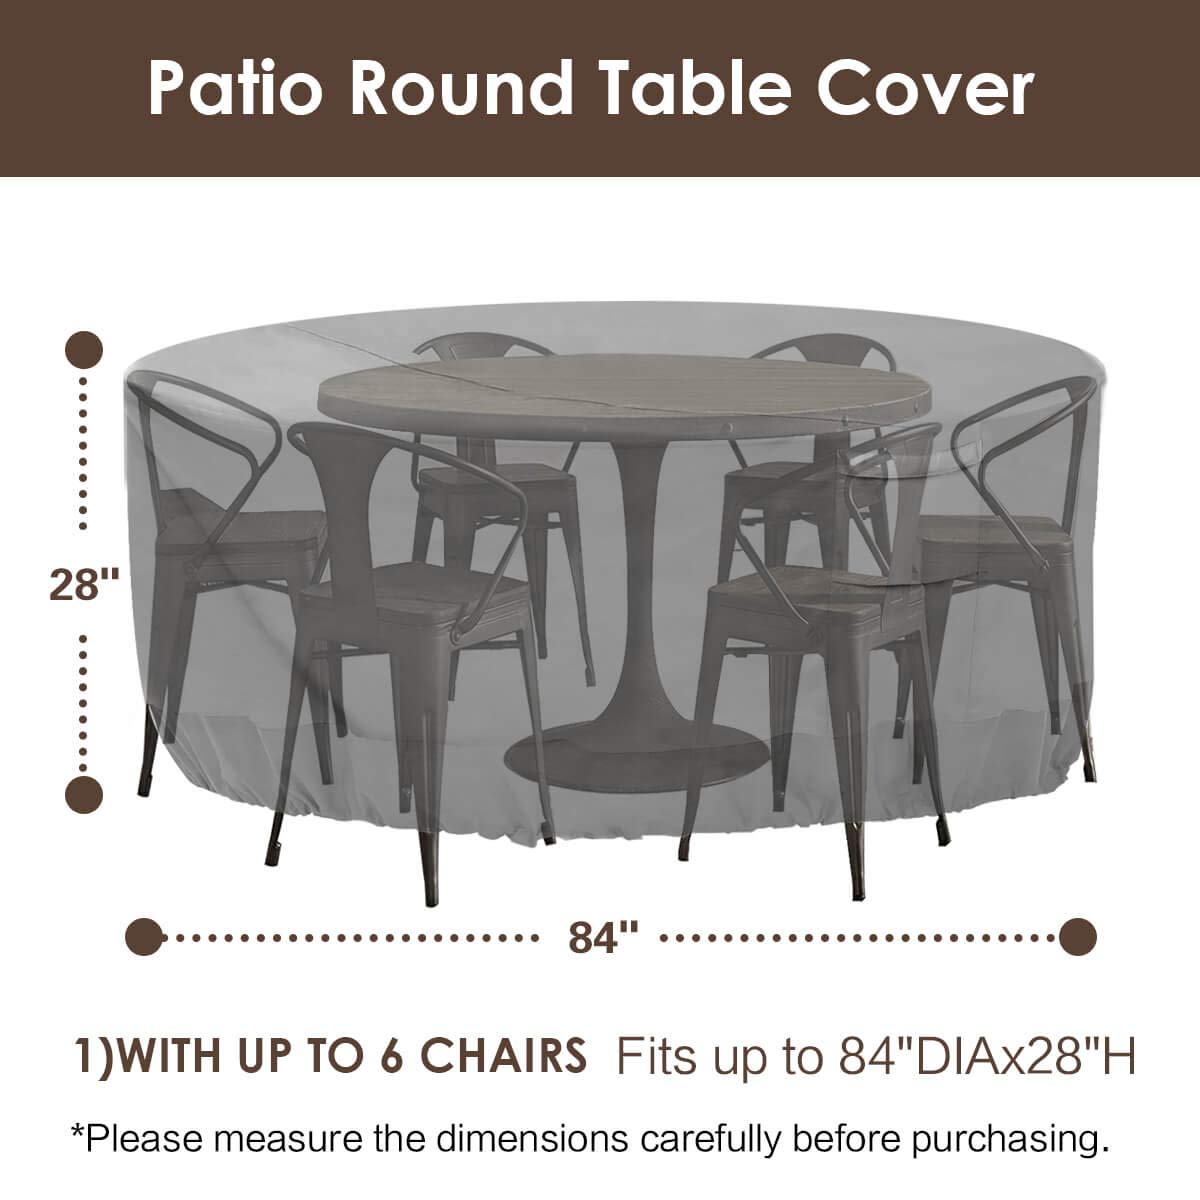 Patio Round Table Cover
28"
84"
1)WITH UP TO 6 CHAIRS Fits up to 84"DIAx28"H
*Please measure the dimensions carefully before purchasing.